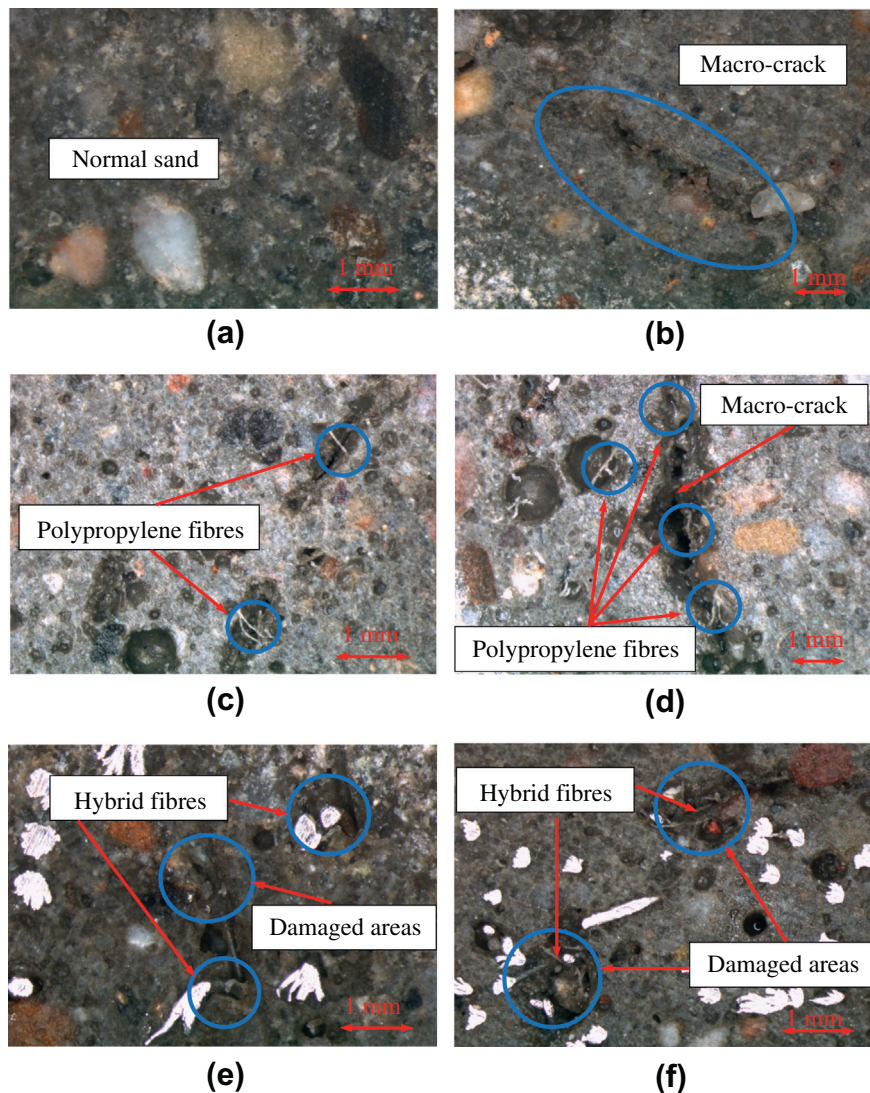 Normal sand
1 mm
(a)
Macro-crack
1 mm
(b)
Polypropylene fibres
1 mm
(c)
Macro-crack
Polypropylene fibres
1 mm
(d)
Hybrid fibres
Damaged areas
1 mm
(e)
Hybrid fibres
Damaged areas
1 mm
(f)